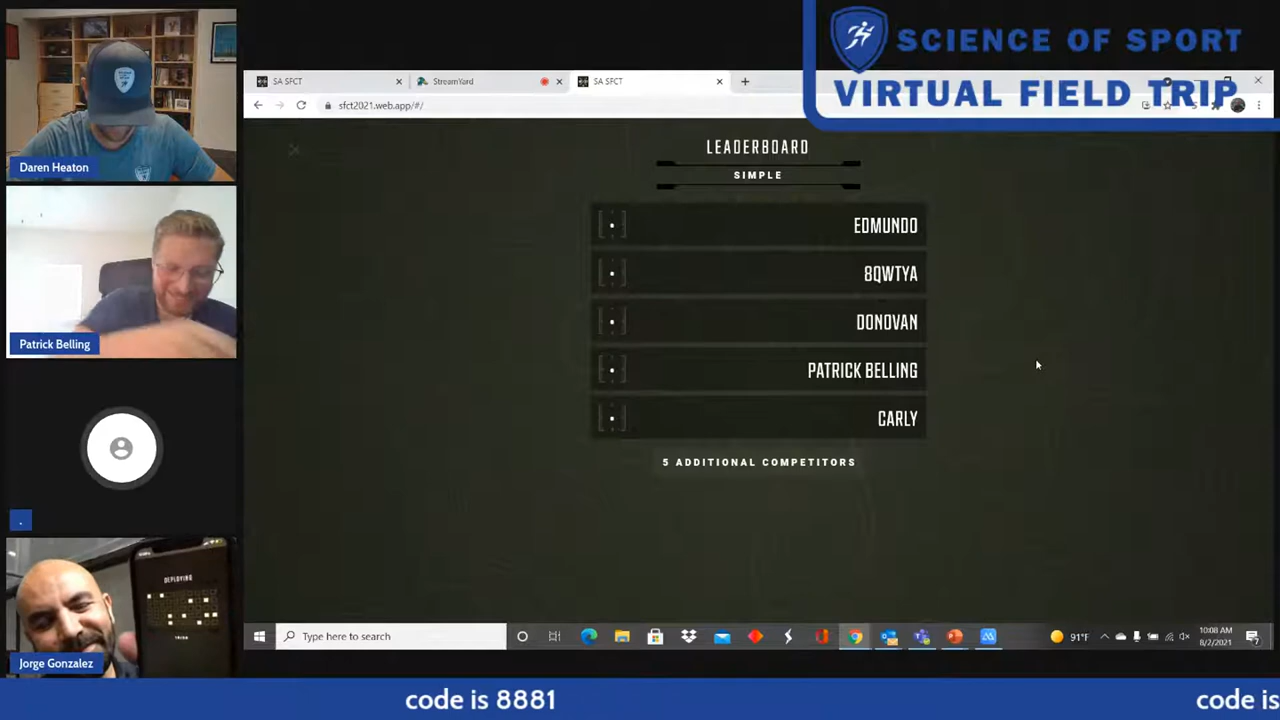 SCIENCE OF SPORT
VIRTUAL FIELD TRIP
Daren Heaton
Patrick Belling
.
DEPLOYING
Jorge Gonzalez
SA SFCT
StreamYard
SA SFCT
sfct2021.web.app/#/
LEADERBOARD
SIMPLE
EDMUNDO
8QWTYA
DONOVAN
PATRICK BELLING
CARLY
5 ADDITIONAL COMPETITORS
Type here to search
91°F
10:08 AM
8/2/2021
code is 8881
code is